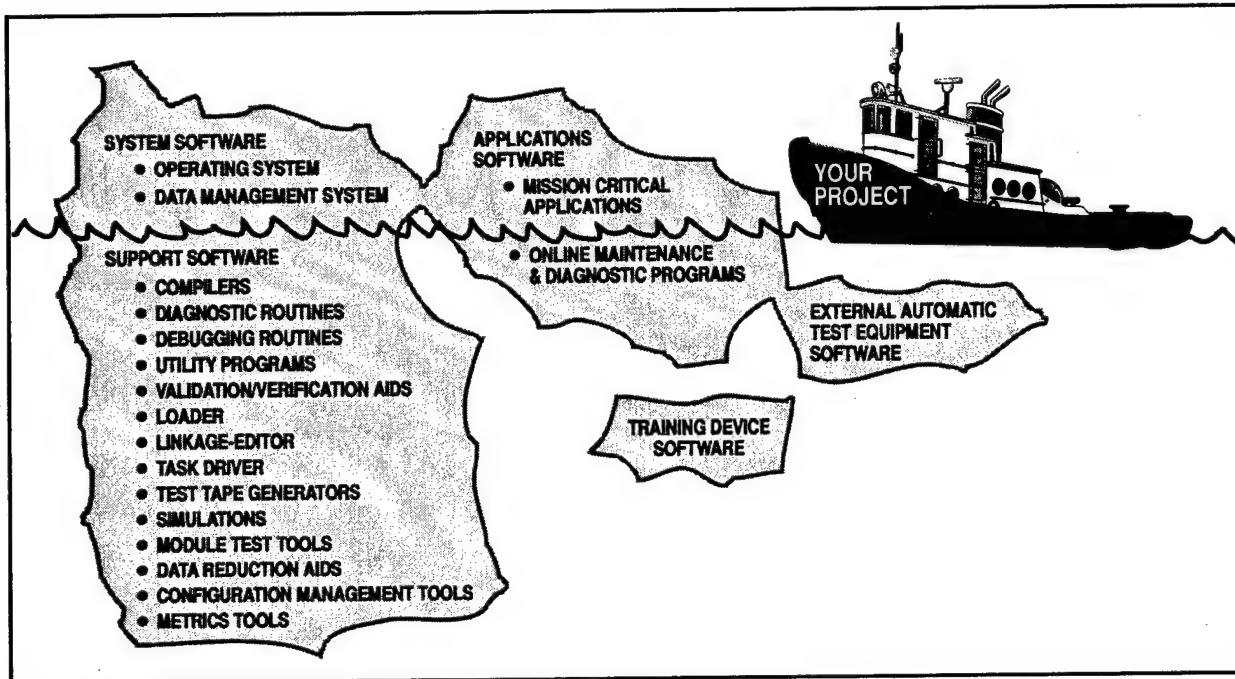 SYSTEM SOFTWARE
• OPERATING SYSTEM
• DATA MANAGEMENT SYSTEM
SUPPORT SOFTWARE
• COMPILERS
• DIAGNOSTIC ROUTINES
• DEBUGGING ROUTINES
• UTILITY PROGRAMS
• VALIDATION/VERIFICATION AIDS
• LOADER
• LINKAGE-EDITOR
• TASK DRIVER
• TEST TAPE GENERATORS
• SIMULATIONS
• MODULE TEST TOOLS
• DATA REDUCTION AIDS
• CONFIGURATION MANAGEMENT TOOLS
• METRICS TOOLS
APPLICATIONS
SOFTWARE
• MISSION CRITICAL
APPLICATIONS
• ONLINE MAINTENANCE
& DIAGNOSTIC PROGRAMS
YOUR
PROJECT
EXTERNAL AUTOMATIC
TEST EQUIPMENT
SOFTWARE
TRAINING DEVICE
SOFTWARE